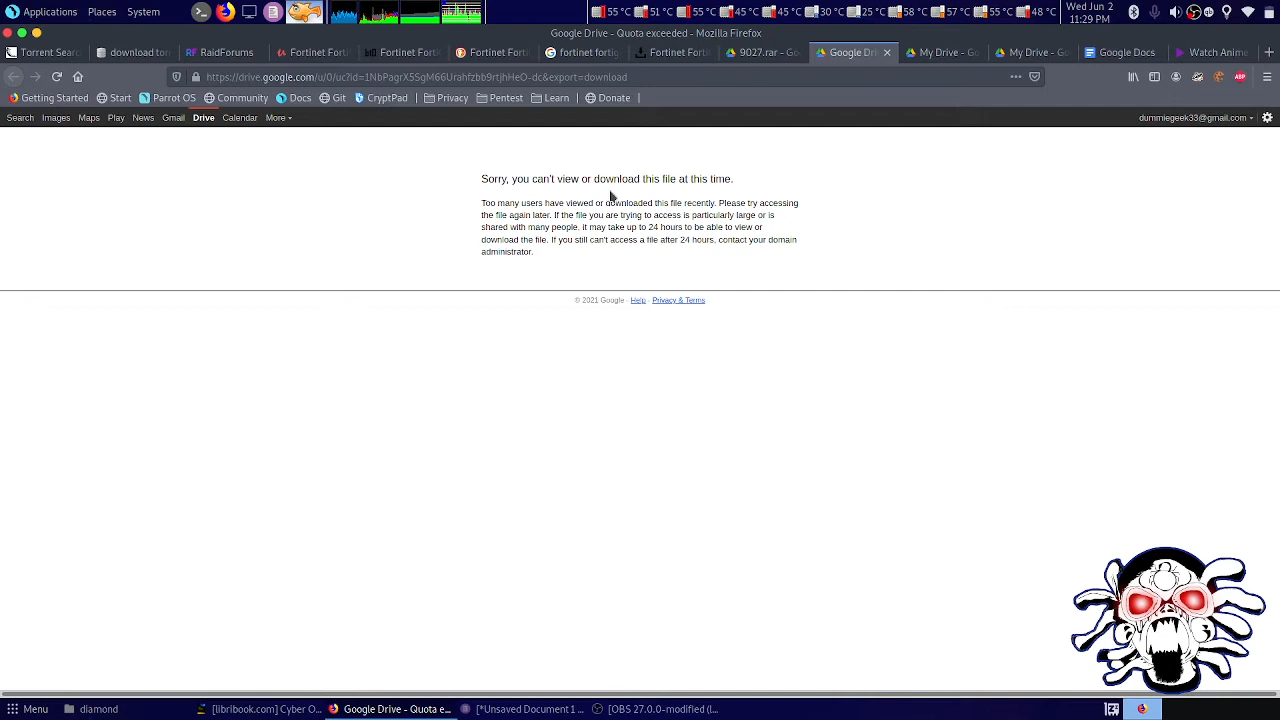 Applications Places System
55 °C 51 °C 55 °C 45°C 45 °C 30 °C 25 °C 58 °C 57 °C 55 °C 48 °C
Wed Jun 2
11:29 PM
Google Drive - Quota exceeded - Mozilla Firefox
Torrent Sear
download tor
RaidForums
Fortinet Forti
Fortinet Forti
Fortinet Forti
fortinet fortig
Fortinet Forti
9027.rar - Go
Google Dri
My Drive - Go
My Drive - Go
Google Docs
Watch Anime
https://drive.google.com/u/0/uc?id=1NbPagrX5SgM66Urahfzbb9rtjhHeO-dc&export=download
Getting Started Start Parrot OS Community Docs Git CryptPad Privacy Pentest Learn Donate
Search Images Maps Play News Gmail Drive Calendar More
dummiegeek33@gmail.com
Sorry, you can't view or download this file at this time.
Too many users have viewed or downloaded this file recently. Please try accessing
the file again later. If the file you are trying to access is particularly large or is
shared with many people, it may take up to 24 hours to be able to view or
download the file. If you still can't access a file after 24 hours, contact your domain
administrator.
© 2021 Google - Help - Privacy & Terms
Menu
diamond
[libribook.com] Cyber O...
Google Drive - Quota e...
[*Unsaved Document 1 ...
[OBS 27.0.0-modified (l...